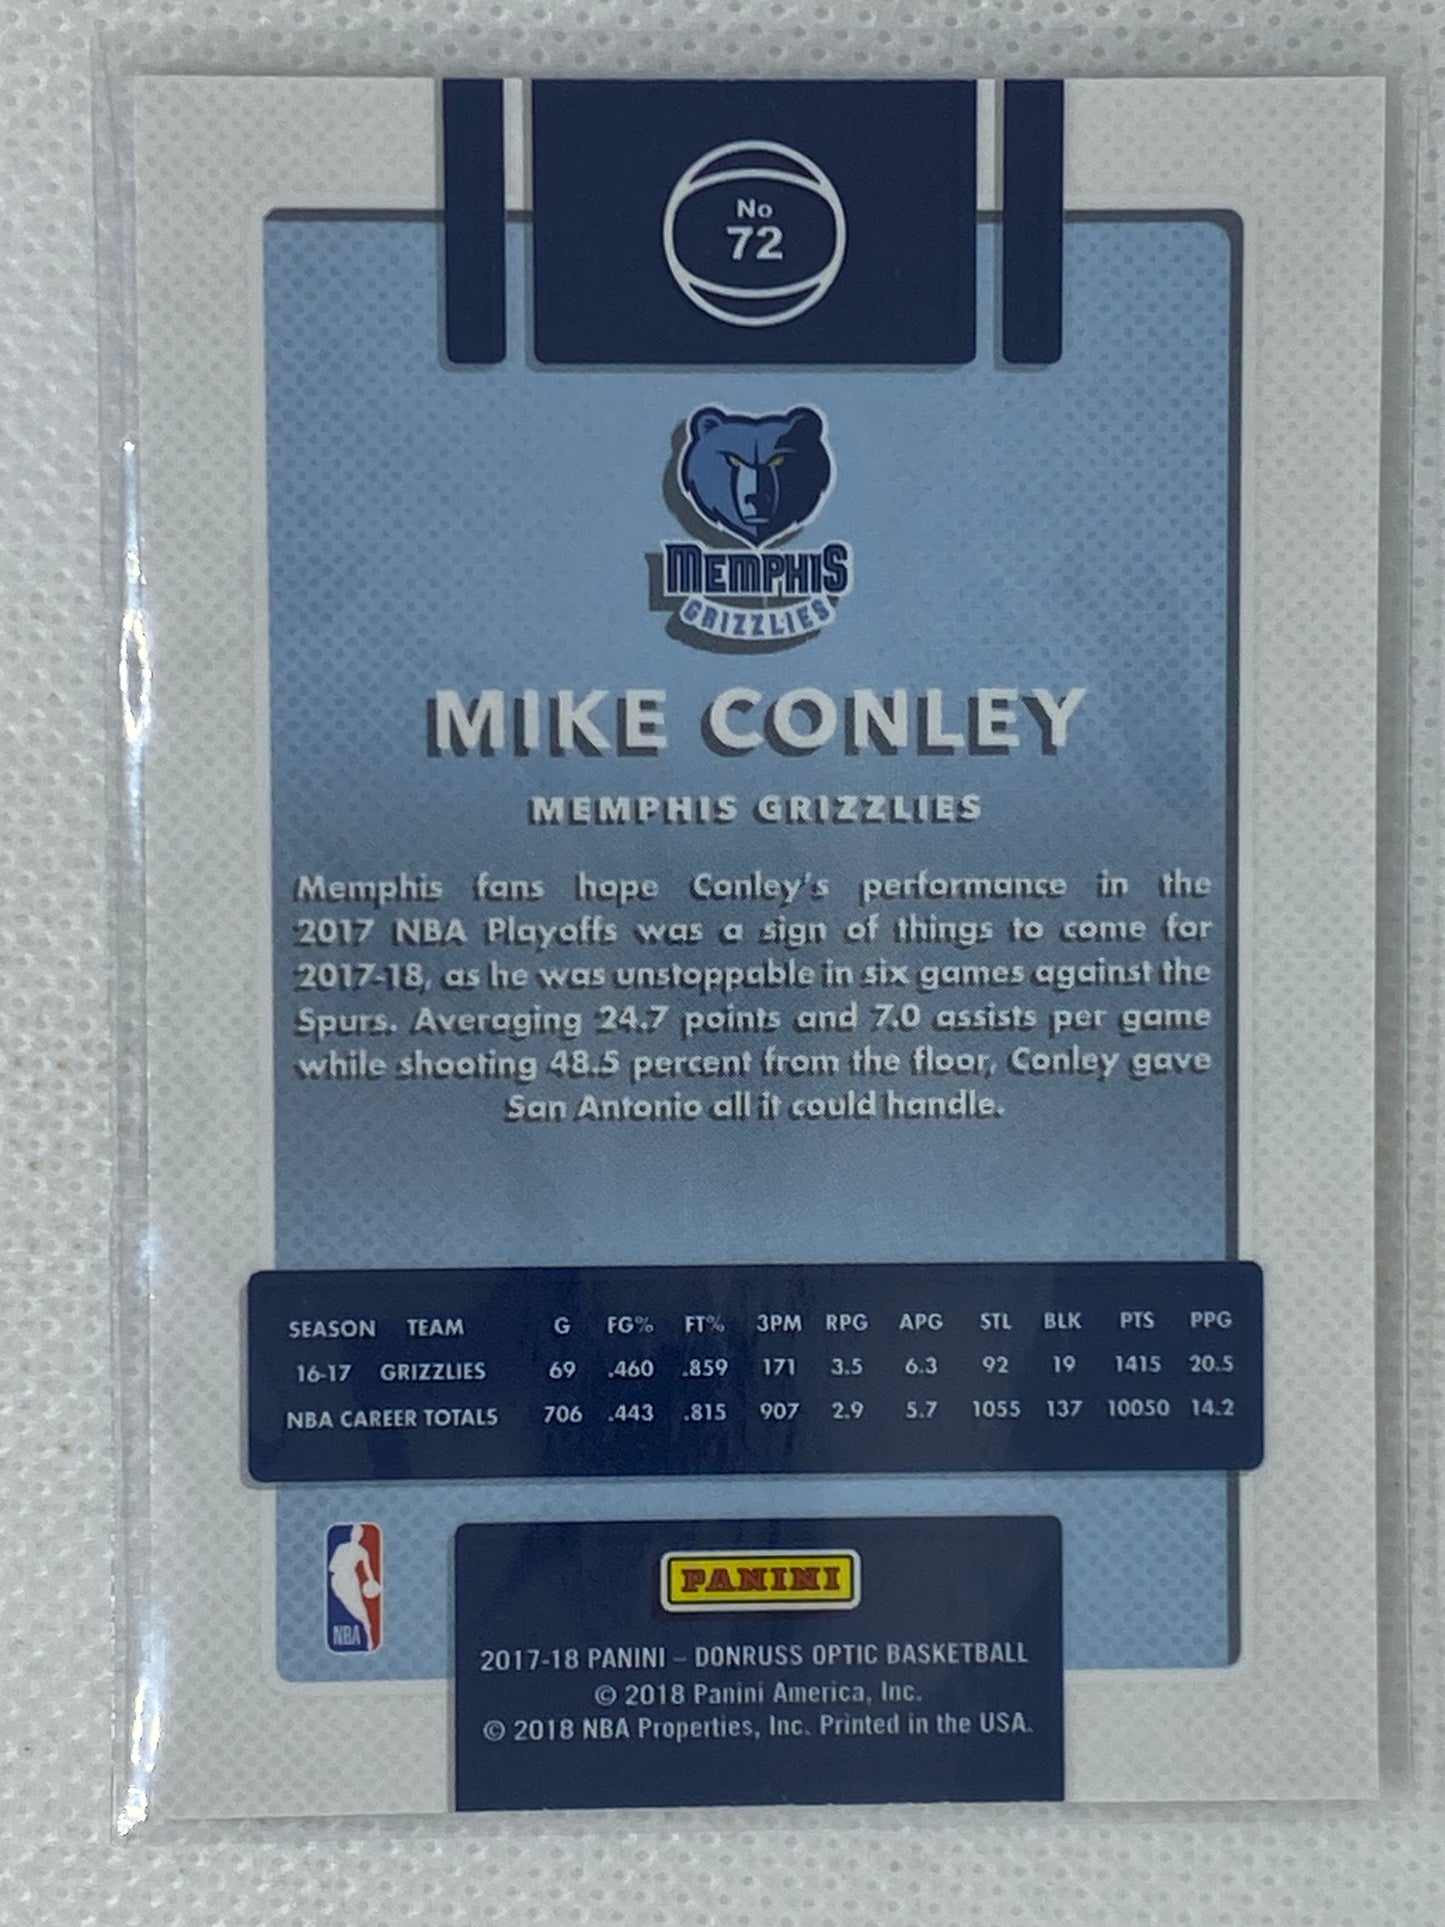 No
72
MEMPHIS
GRIZZLIES
MIKE CONLEY
MEMPHIS GRIZZLIES
Memphis fans hope Conley's performance in the
2017 NBA Playoffs was a sign of things to come for
2017-18, as he was unstoppable in six games against the
Spurs. Averaging 24.7 points and 7.0 assists per game
while shooting 48.5 percent from the floor, Conley gave
San Antonio all it could handle.
SEASON TEAM G FG% FT% 3PM RPG APG STL BLK PTS PPG
16-17 GRIZZLIES 69 .460 .859 171 3.5 6.3 92 19 1415 20.5
NBA CAREER TOTALS 706 .443 .815 907 2.9 5.7 1055 137 10050 14.2
NBA
PANINI
2017-18 PANINI – DONRUSS OPTIC BASKETBALL
© 2018 Panini America, Inc.
© 2018 NBA Properties, Inc. Printed in the USA.